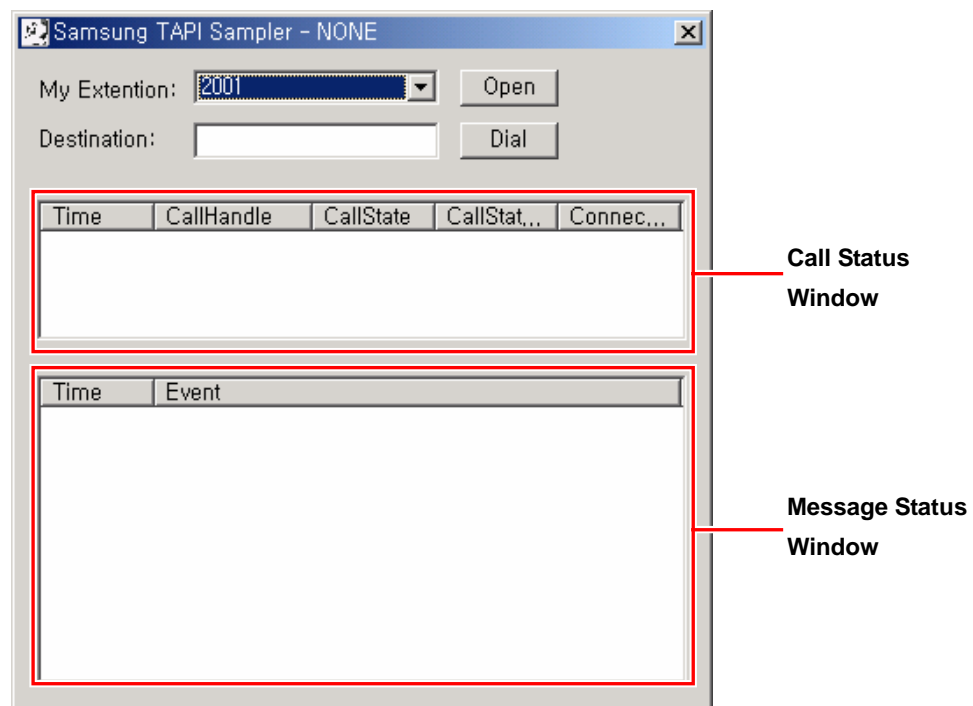 Samsung TAPI Sampler - NONE
My Extention: 2001 Open
Destination: Dial
Time CallHandle CallState CallStat,,, Connec,,,
Call Status
Window
Time Event
Message Status
Window